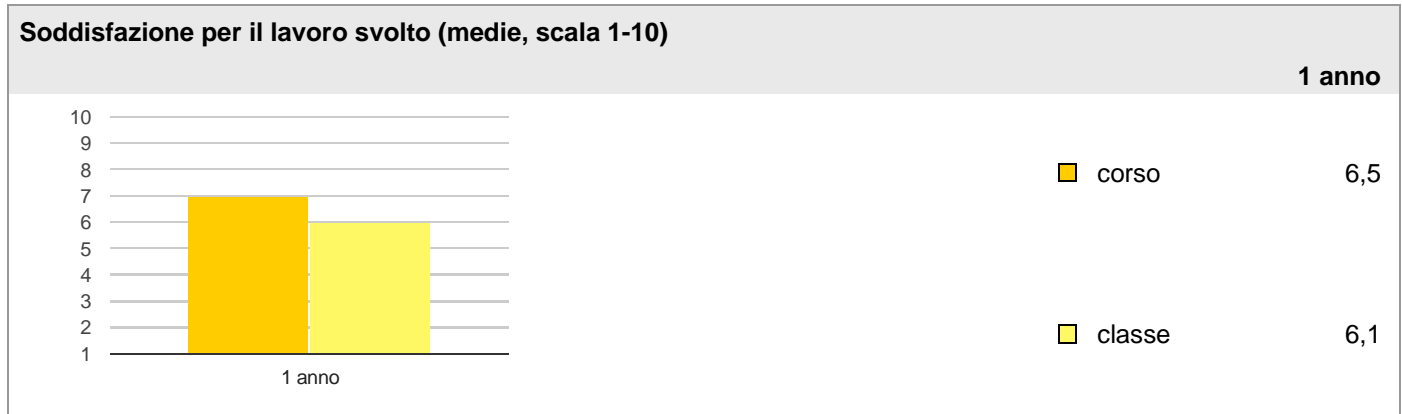 Soddisfazione per il lavoro svolto (medie, scala 1-10)
1 anno
10
9
8
7
6
5
4
3
2
1
1 anno
corso 6,5
classe 6,1